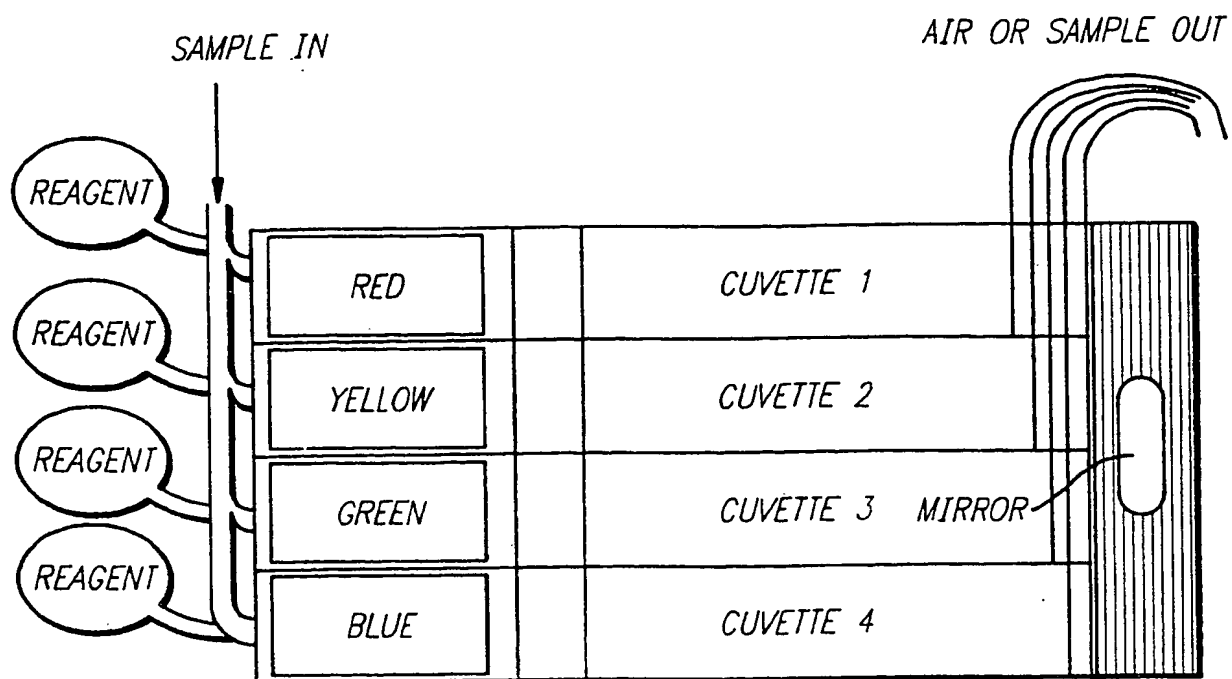 SAMPLE IN
AIR OR SAMPLE OUT
REAGENT
RED
CUVETTE 1
REAGENT
YELLOW
CUVETTE 2
REAGENT
GREEN
CUVETTE 3
MIRROR
REAGENT
BLUE
CUVETTE 4